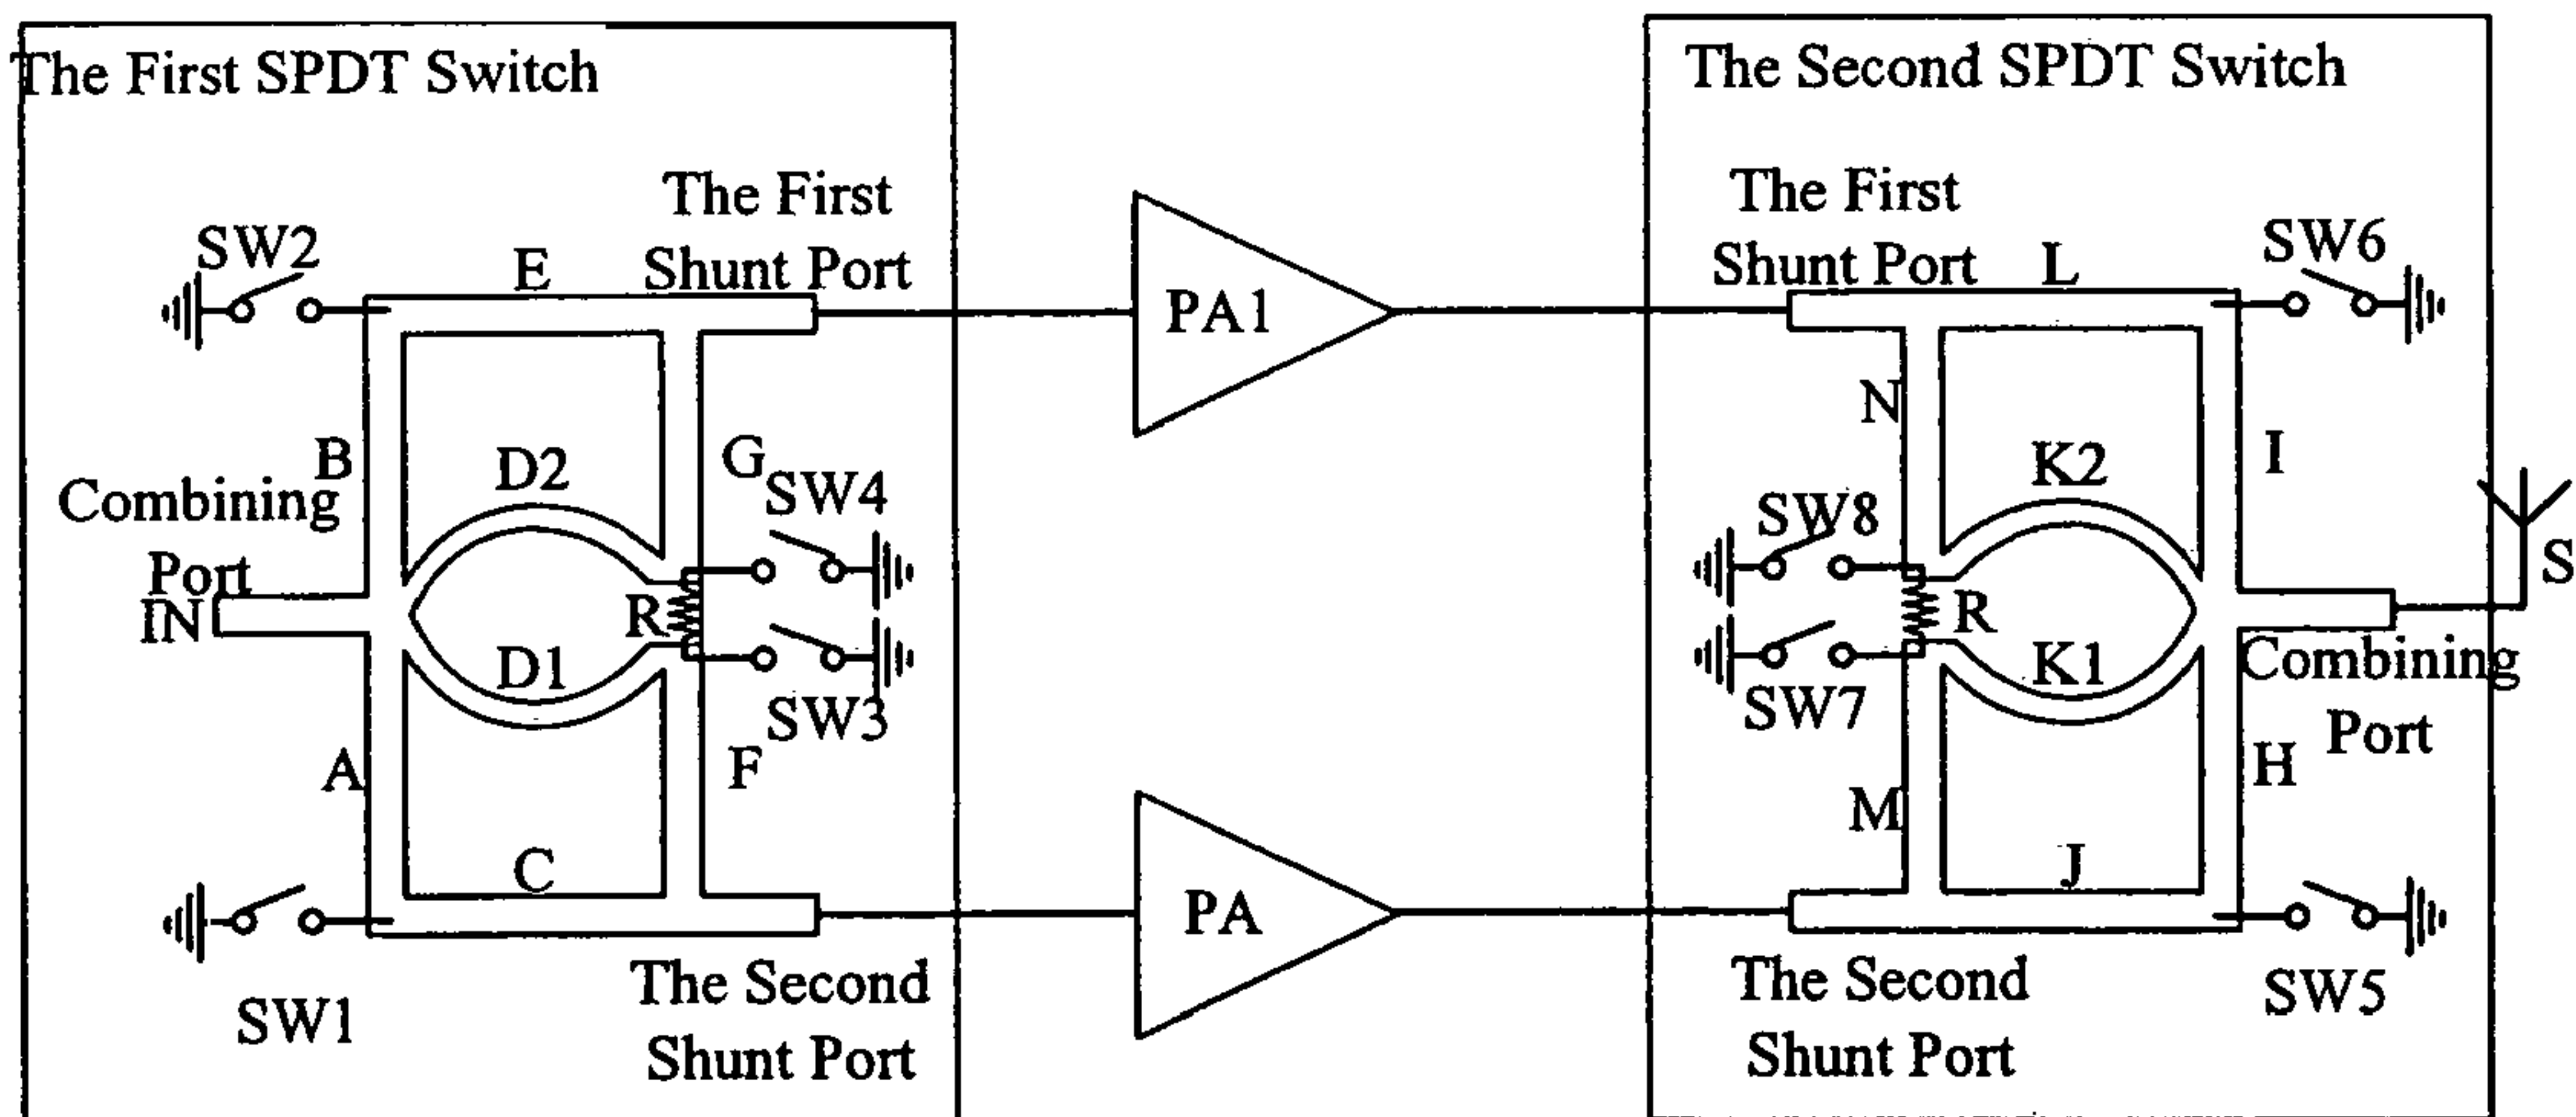 The First SPDT Switch
The Second SPDT Switch
The First
Shunt Port
The First
Shunt Port
SW2
E
L
SW6
PA1
B
G
N
I
D2
K2
Combining
Port
IN
SW4
SW8
R
R
S
D1
K1
SW3
SW7
Combining
Port
A
F
M
H
C
J
PA
SW1
The Second
Shunt Port
The Second
Shunt Port
SW5